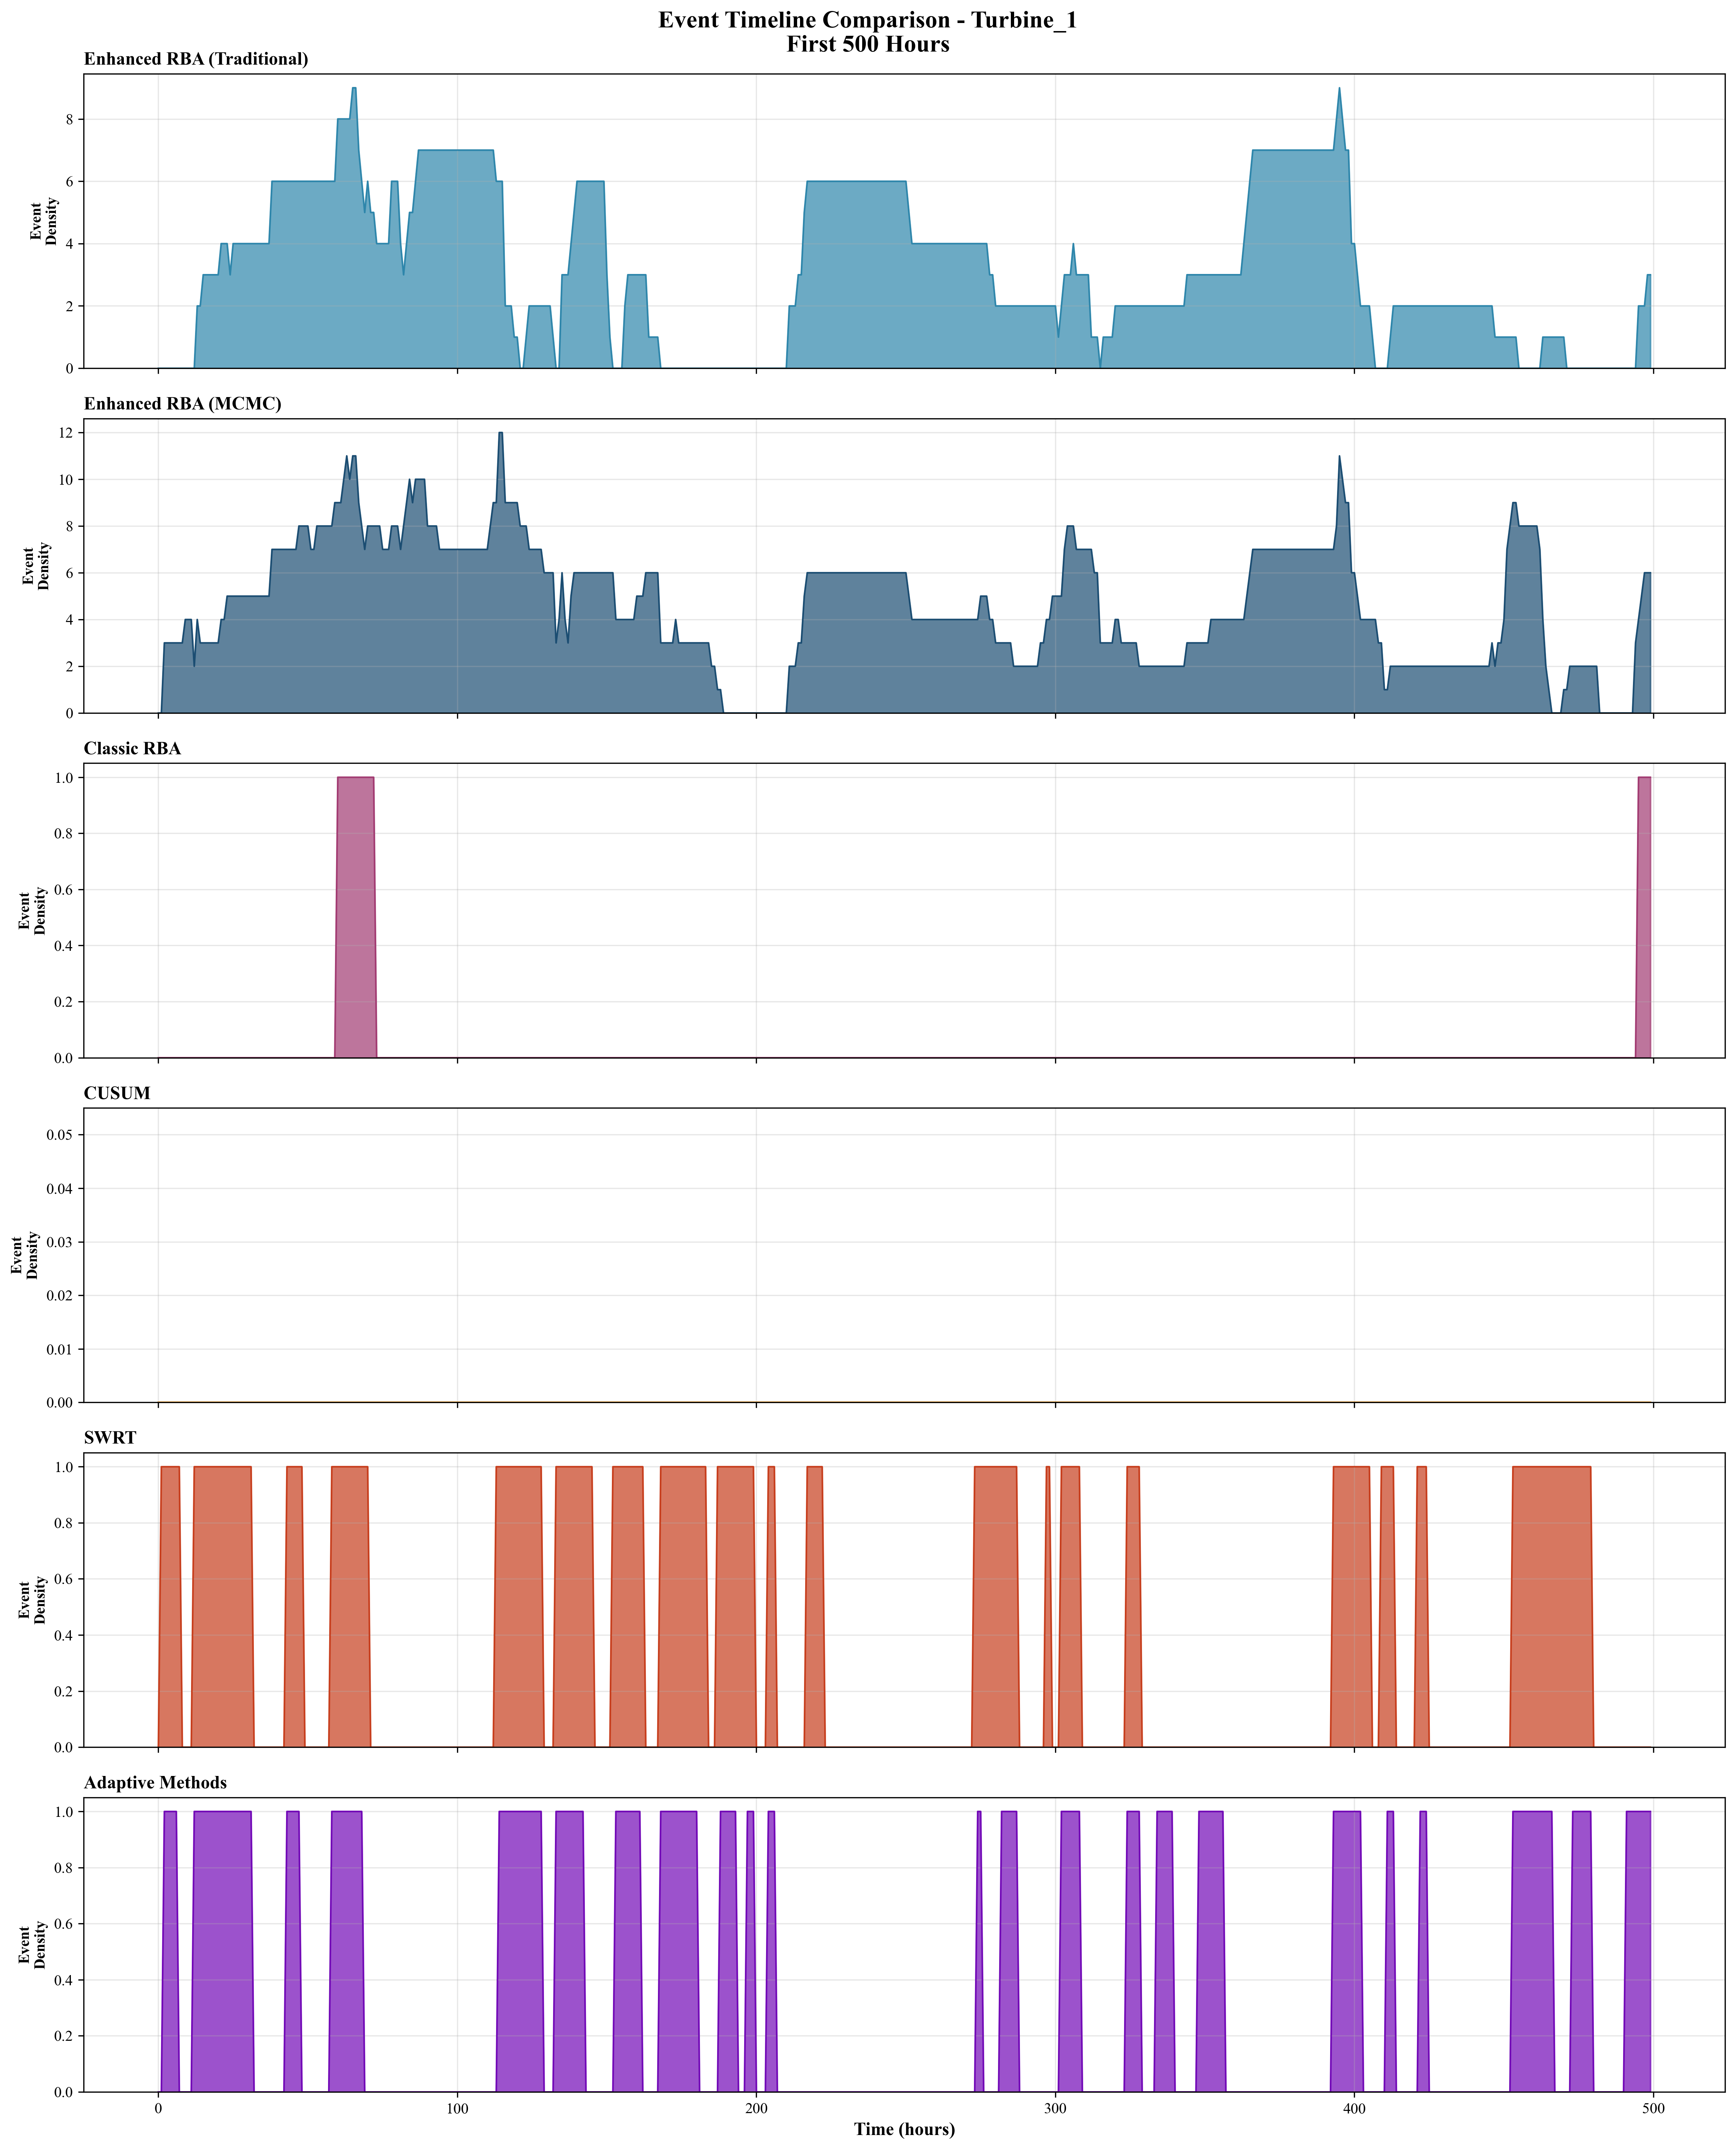 Event Timeline Comparison - Turbine_1
First 500 Hours
Enhanced RBA (Traditional)
Event
Density
8
6
4
2
0
Enhanced RBA (MCMC)
Event
Density
12
10
8
6
4
2
0
Classic RBA
Event
Density
1.0
0.8
0.6
0.4
0.2
0.0
CUSUM
Event
Density
0.05
0.04
0.03
0.02
0.01
0.00
SWRT
Event
Density
1.0
0.8
0.6
0.4
0.2
0.0
Adaptive Methods
Event
Density
1.0
0.8
0.6
0.4
0.2
0.0
0 100 200 300 400 500
Time (hours)